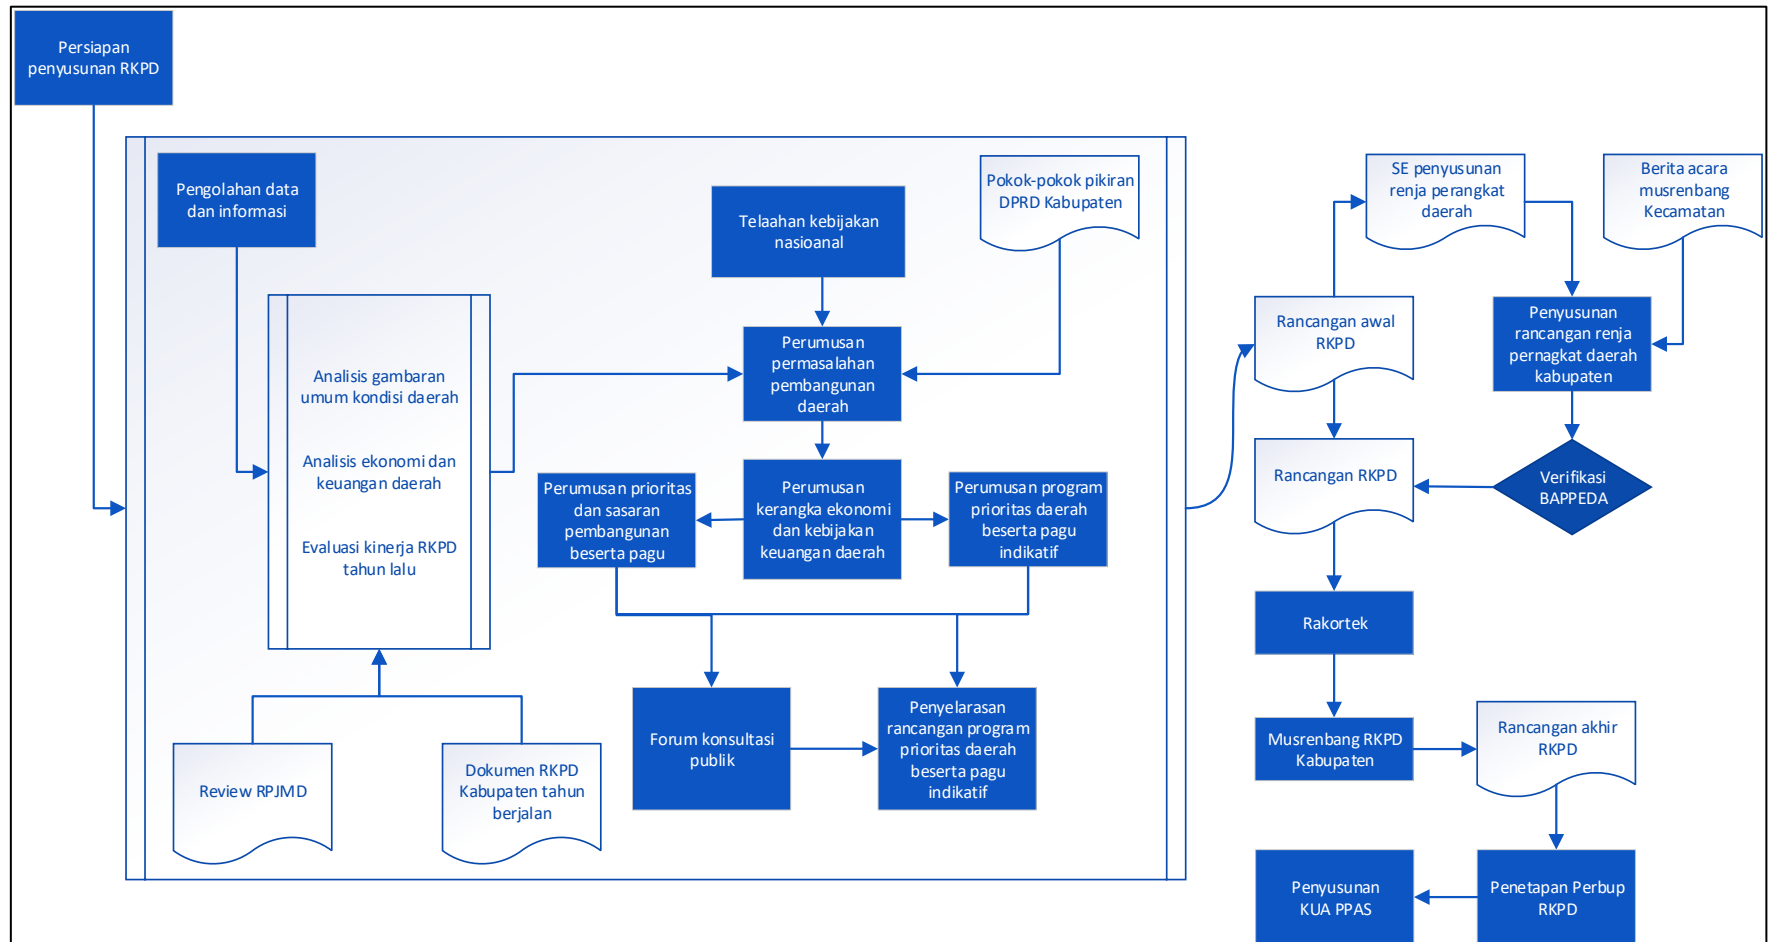 Persiapan
penyusunan RKPD
Pengolahan data
dan informasi
Analisis gambaran
umum kondisi daerah
Analisis ekonomi dan
keuangan daerah
Evaluasi kinerja RKPD
tahun lalu
Review RPJMD
Dokumen RKPD
Kabupaten tahun
berjalan
Telaahan kebijakan
nasioanal
Pokok-pokok pikiran
DPRD Kabupaten
Perumusan
permasalahan
pembangunan
daerah
Perumusan prioritas
dan sasaran
pembangunan
beserta pagu
Perumusan
kerangka ekonomi
dan kebijakan
keuangan daerah
Perumusan program
prioritas daerah
beserta pagu
indikatif
Forum konsultasi
publik
Penyelarasan
rancangan program
prioritas daerah
beserta pagu
indikatif
SE penyusunan
renja perangkat
daerah
Berita acara
musrenbang
Kecamatan
Rancangan awal
RKPD
Penyusunan
rancangan renja
pernagkat daerah
kabupaten
Rancangan RKPD
Verifikasi
BAPPEDA
Rakortek
Musrenbang RKPD
Kabupaten
Rancangan akhir
RKPD
Penyusunan
KUA PPAS
Penetapan Perbup
RKPD